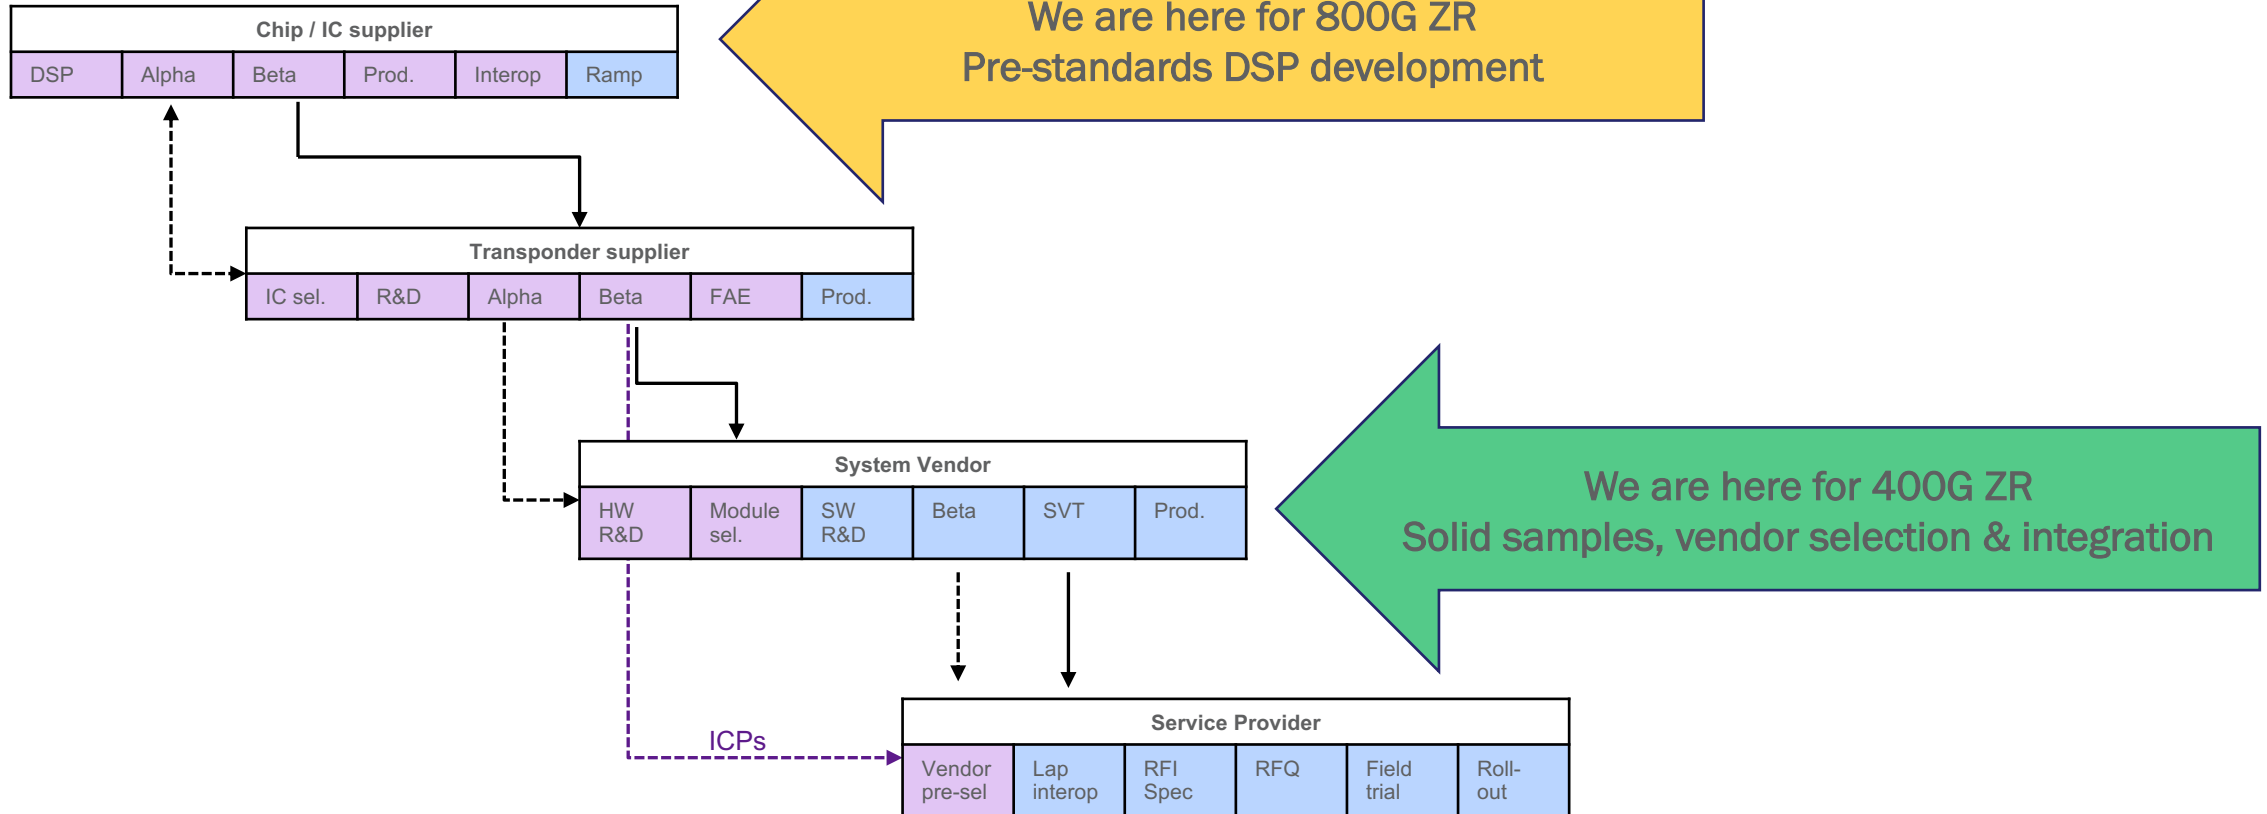 We are here for 800G ZR
Pre-standards DSP development
Chip / IC supplier
DSP Alpha Beta Prod. Interop Ramp
Transponder supplier
IC sel. R&D Alpha Beta FAE Prod.
System Vendor
HW R&D
Module sel.
SW R&D
Beta
SVT
Prod.
We are here for 400G ZR
Solid samples, vendor selection & integration
ICPs
Service Provider
Vendor pre-sel
Lap interop
RFI Spec
RFQ
Field trial
Roll-out